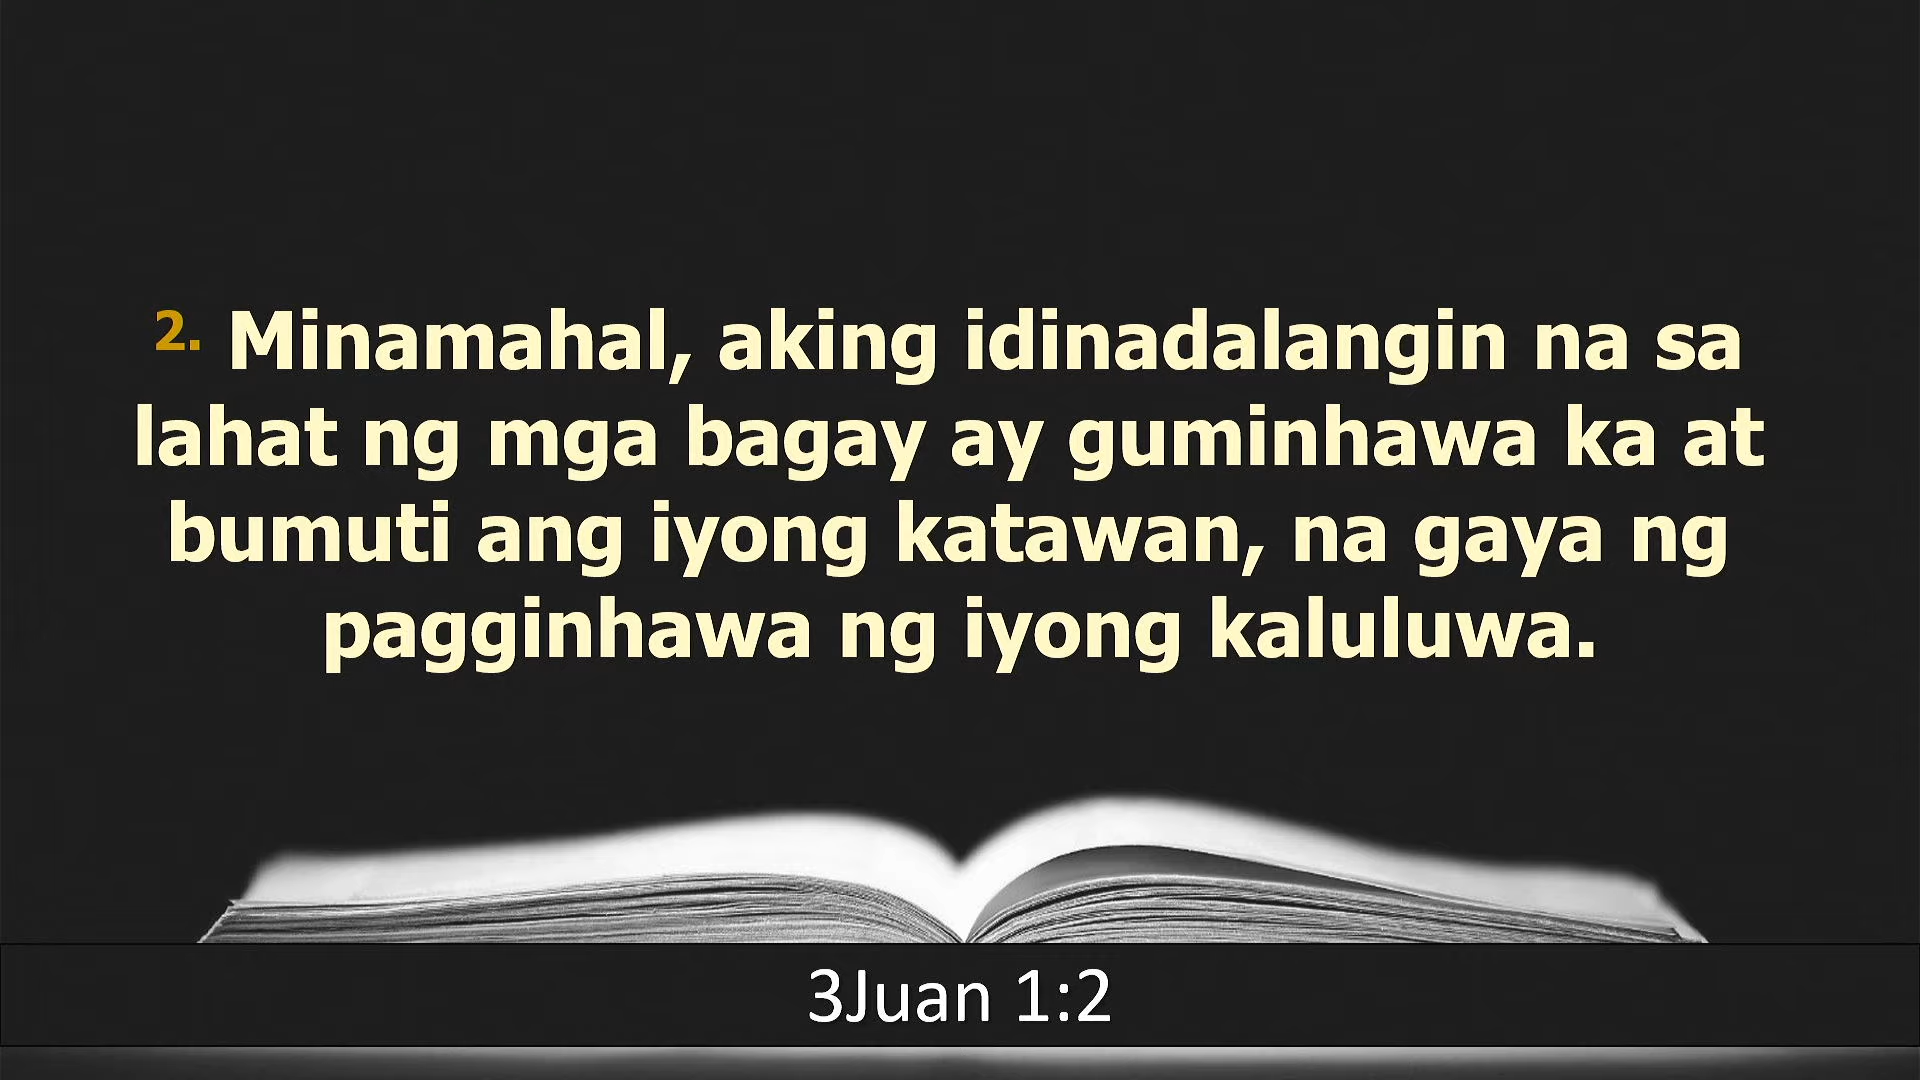 2. Minamahal, aking idinadalangin na sa
lahat ng mga bagay ay guminhawa ka at
bumuti ang iyong katawan, na gaya ng
pagginhawa ng iyong kaluluwa.
3Juan 1:2